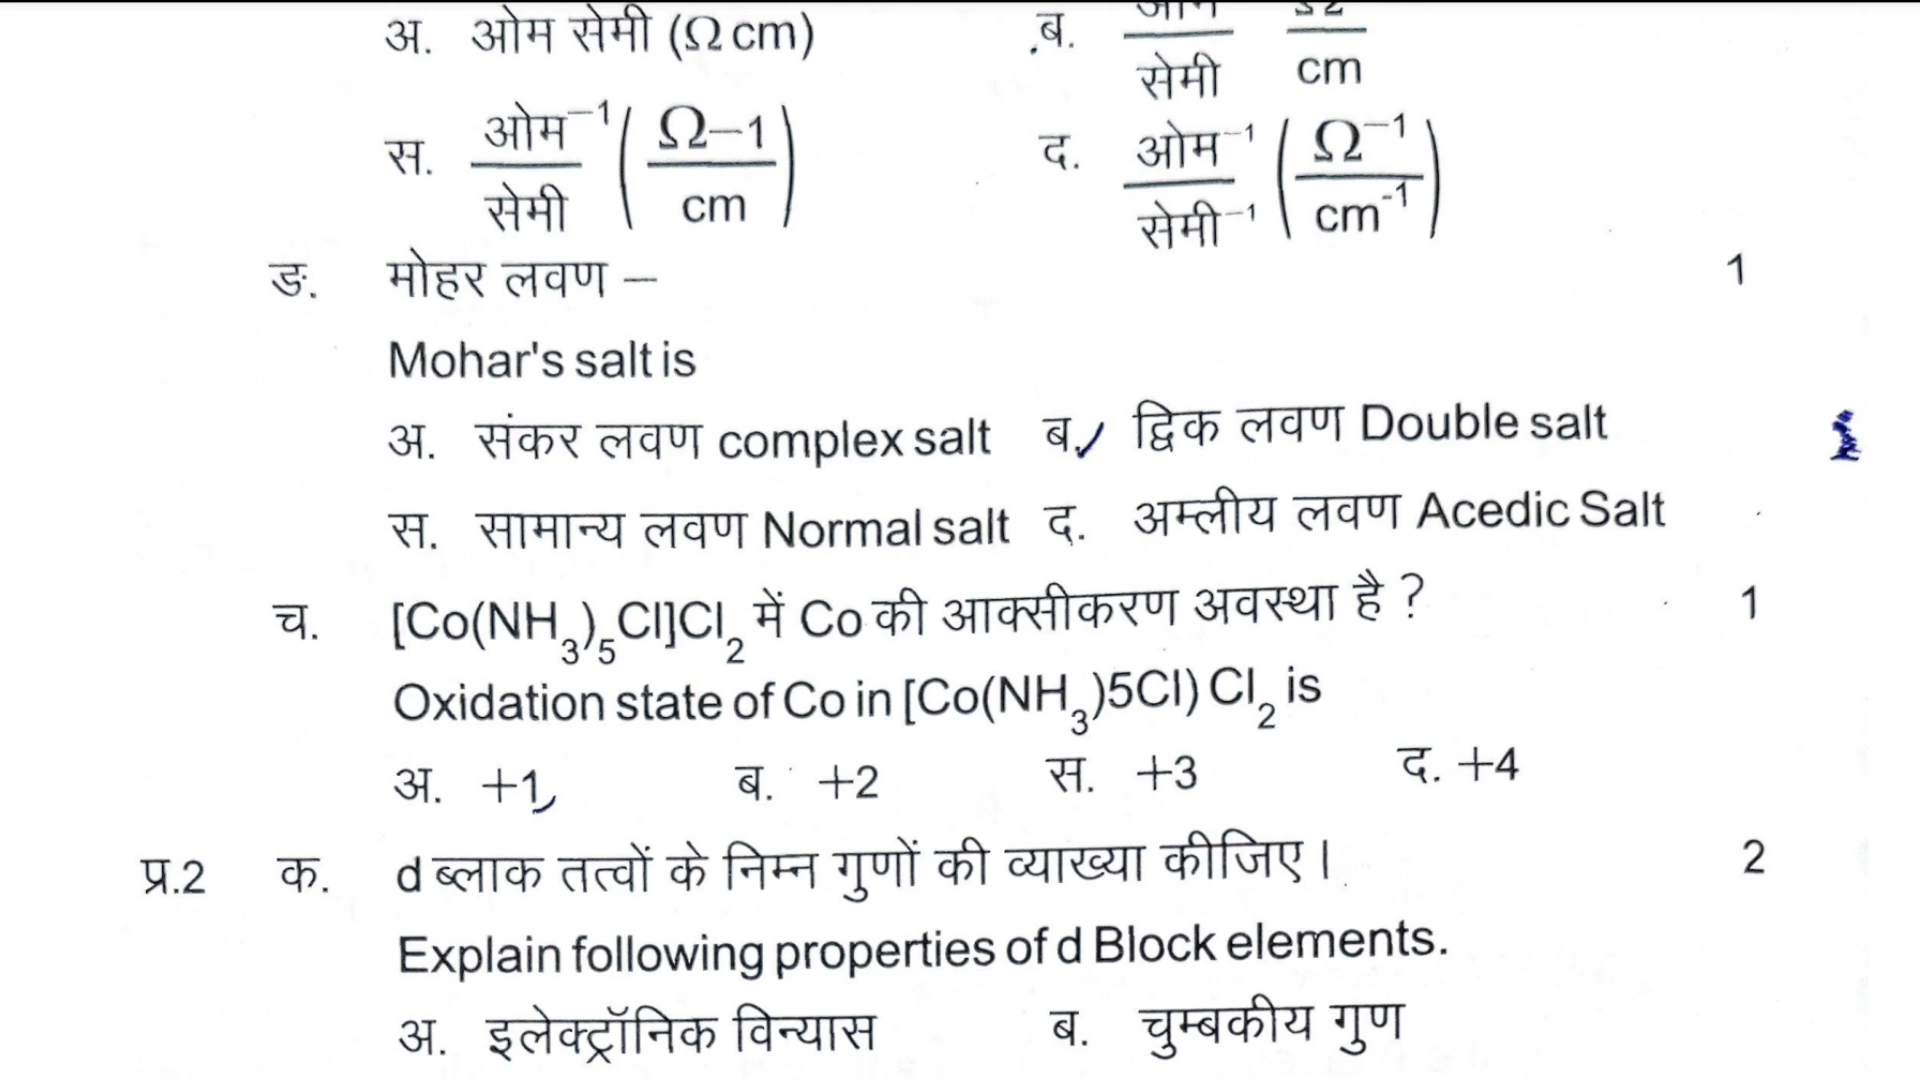 अ. ओम सेमी (Ω cm) ब. सेमी cm
स. ओम⁻¹/सेमी (Ω–1/cm) द. ओम⁻¹/सेमी⁻¹ (Ω⁻¹/cm⁻¹)
ङ. मोहर लवण – 1
Mohar's salt is
अ. संकर लवण complex salt ब. द्विक लवण Double salt 1
स. सामान्य लवण Normal salt द. अम्लीय लवण Acedic Salt
च. [Co(NH₃)₅Cl]Cl₂ में Co की आक्सीकरण अवस्था है ? 1
Oxidation state of Co in [Co(NH₃)5Cl) Cl₂ is
अ. +1 ब. +2 स. +3 द. +4
प्र.2 क. d ब्लाक तत्वों के निम्न गुणों की व्याख्या कीजिए। 2
Explain following properties of d Block elements.
अ. इलेक्ट्रॉनिक विन्यास ब. चुम्बकीय गुण